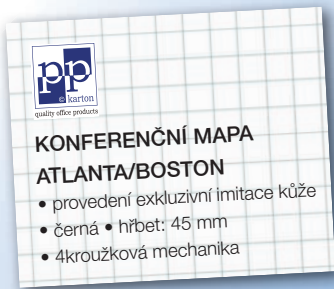 pp
© karton
quality office products
KONFERENČNÍ MAPA
ATLANTA/BOSTON
• provedení exkluzivní imitace kůže
• černá • hřbet: 45 mm
• 4kroužková mechanika